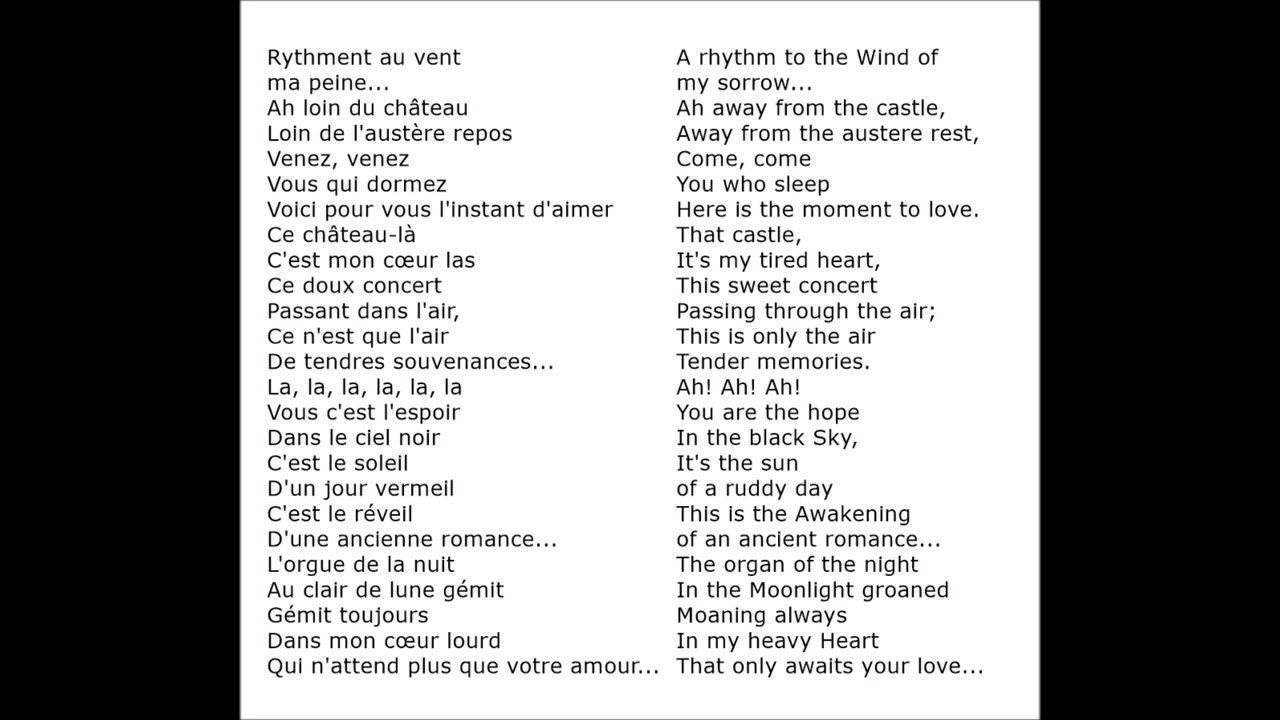 Rythment au vent
ma peine...
Ah loin du château
Loin de l'austère repos
Venez, venez
Vous qui dormez
Voici pour vous l'instant d'aimer
Ce château-là
C'est mon cœur las
Ce doux concert
Passant dans l'air,
Ce n'est que l'air
De tendres souvenances...
La, la, la, la, la, la
Vous c'est l'espoir
Dans le ciel noir
C'est le soleil
D'un jour vermeil
C'est le réveil
D'une ancienne romance...
L'orgue de la nuit
Au clair de lune gémit
Gémit toujours
Dans mon cœur lourd
Qui n'attend plus que votre amour...
A rhythm to the Wind of
my sorrow...
Ah away from the castle,
Away from the austere rest,
Come, come
You who sleep
Here is the moment to love.
That castle,
It's my tired heart,
This sweet concert
Passing through the air;
This is only the air
Tender memories.
Ah! Ah! Ah!
You are the hope
In the black Sky,
It's the sun
of a ruddy day
This is the Awakening
of an ancient romance...
The organ of the night
In the Moonlight groaned
Moaning always
In my heavy Heart
That only awaits your love...